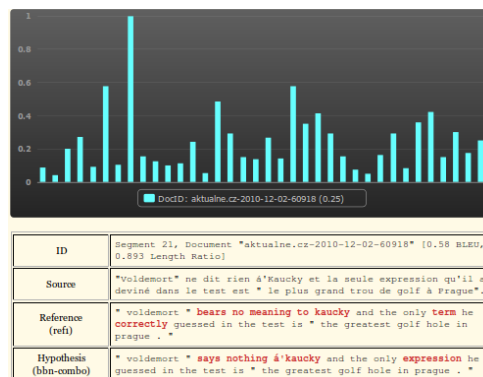 1
0.8
0.6
0.4
0.2
0
DocID: aktualne.cz-2010-12-02-60918 (0.25)
ID
Segment 21, Document "aktualne.cz-2010-12-02-60918" [0.58 BLEU,
0.893 Length Ratio]
Source
"Voldemort" ne dit rien á'Kaucky et la seule expression qu'il a
deviné dans le test est " le plus grand trou de golf à Prague".
Reference
(ref1)
" voldemort " bears no meaning to kaucky and the only term he
correctly guessed in the test is " the greatest golf hole in
prague . "
Hypothesis
(bbn-combo)
" voldemort " says nothing á'kaucky and the only expression he
guessed in the test is " the greatest golf hole in prague . "